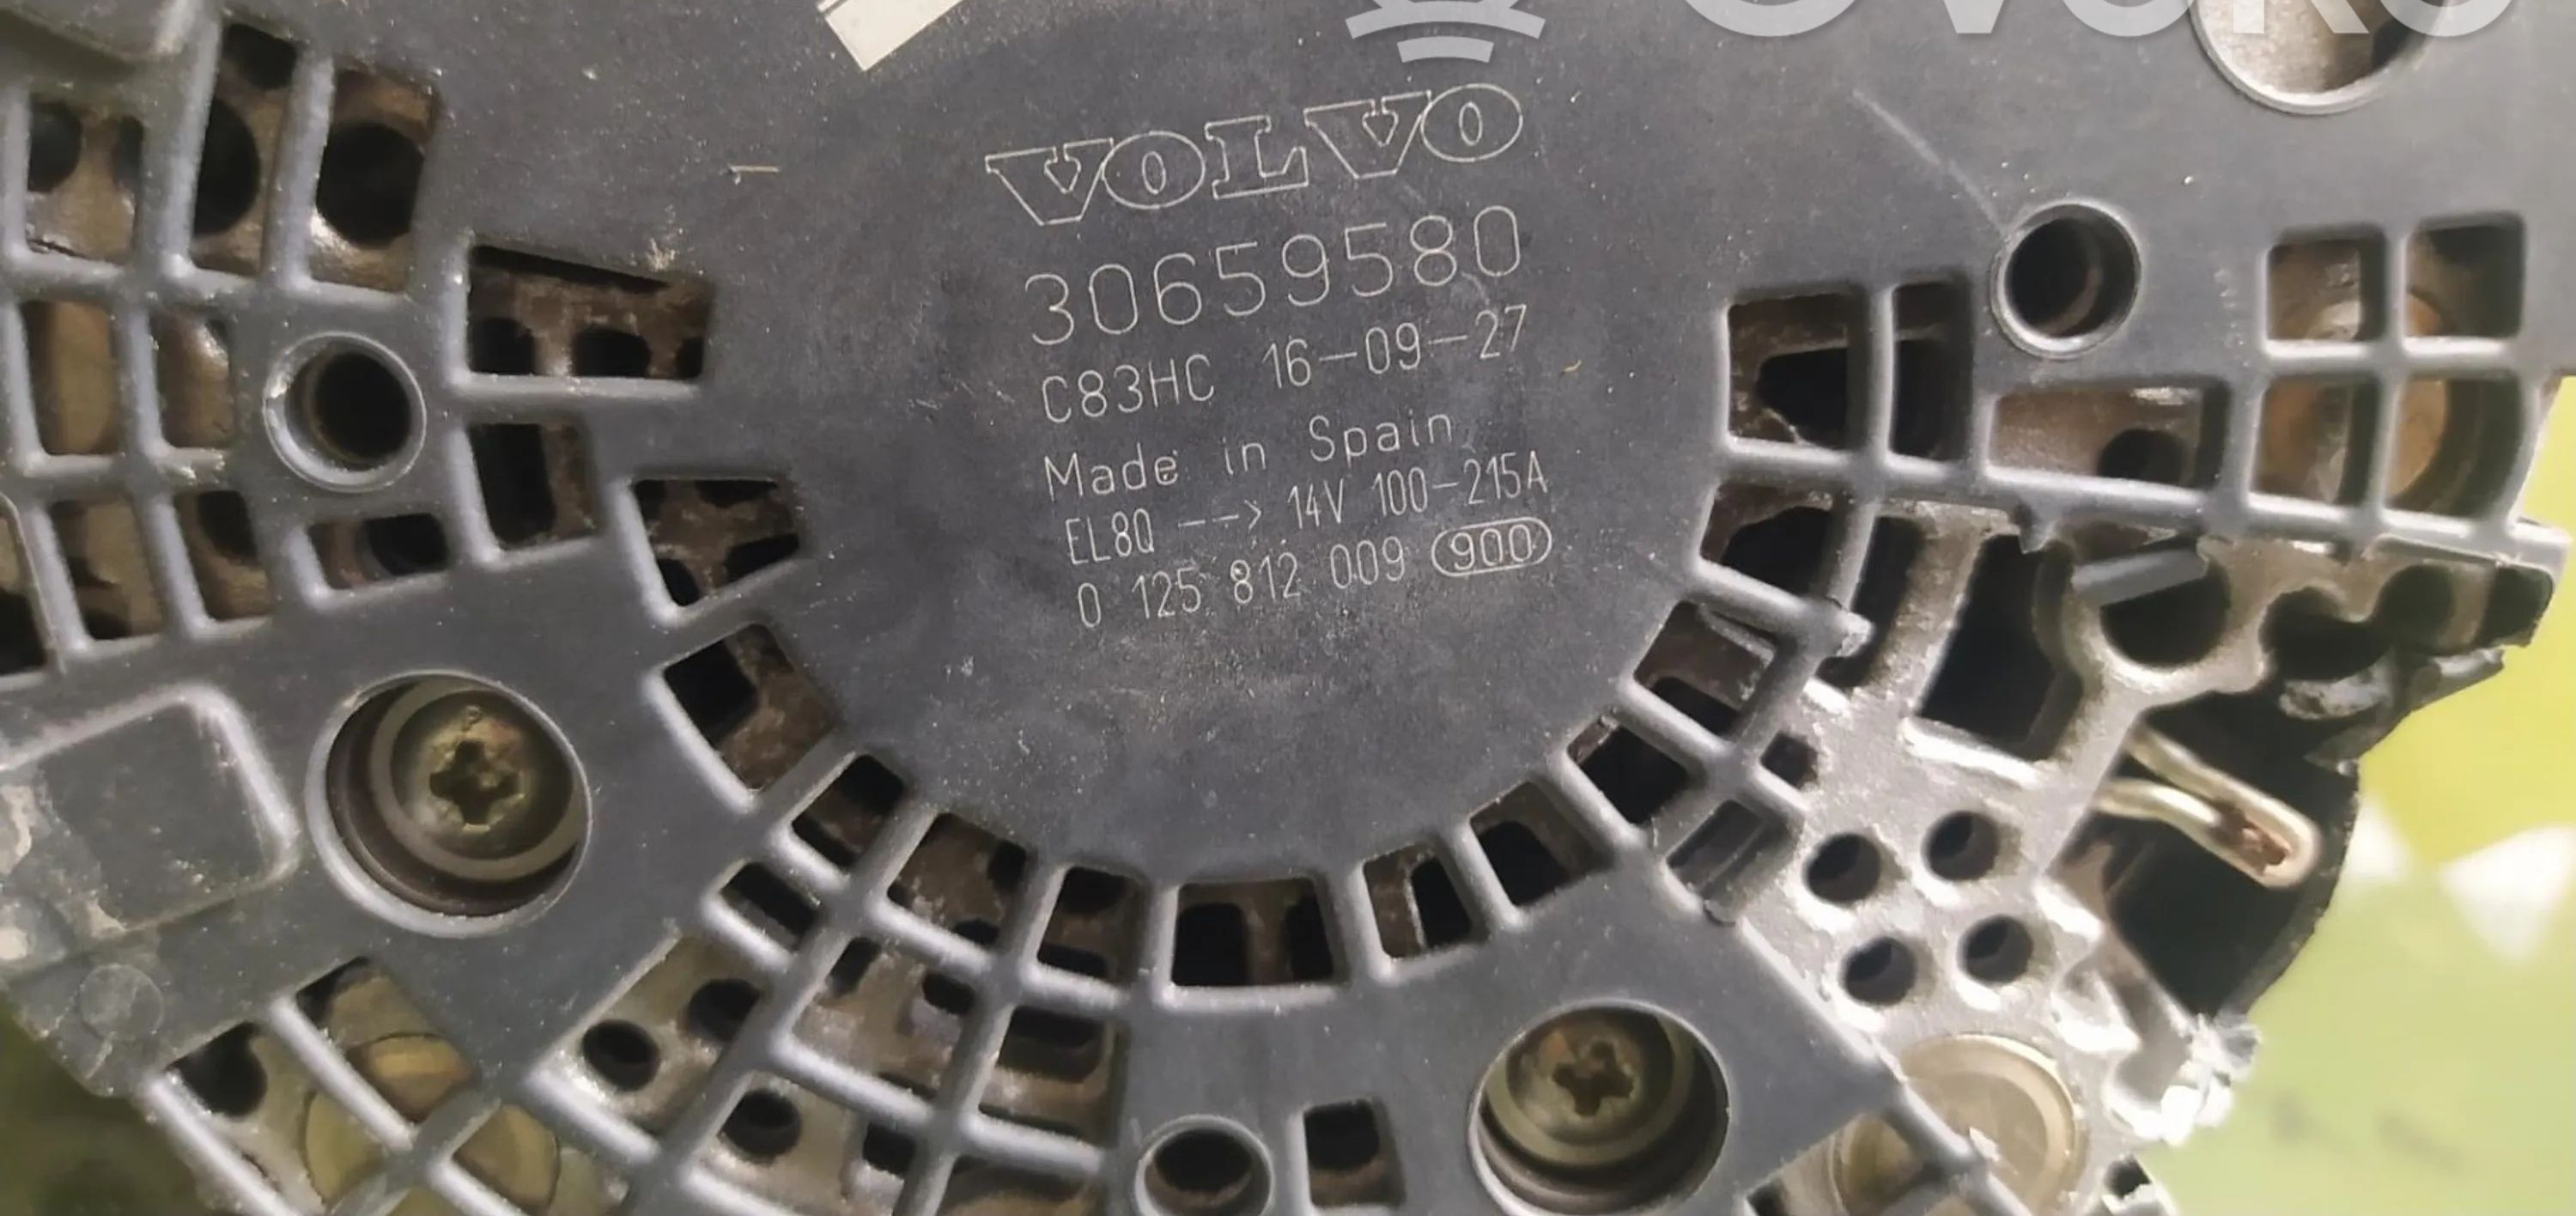 VOLVO
30659580
C83HC 16-09-27
Made in Spain
EL8Q --> 14V 100-215A
0 125 812 009 900